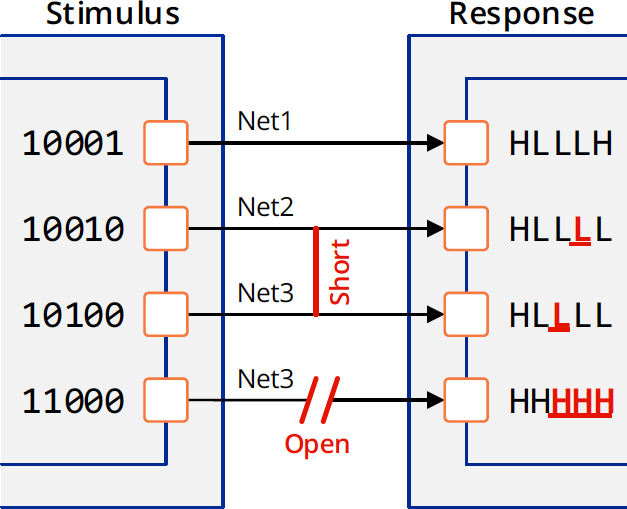 Stimulus Response
10001 Net1 HLLLH
10010 Net2 HLLLL
Short
10100 Net3 HLLLL
11000 Net3 HHHHH
Open